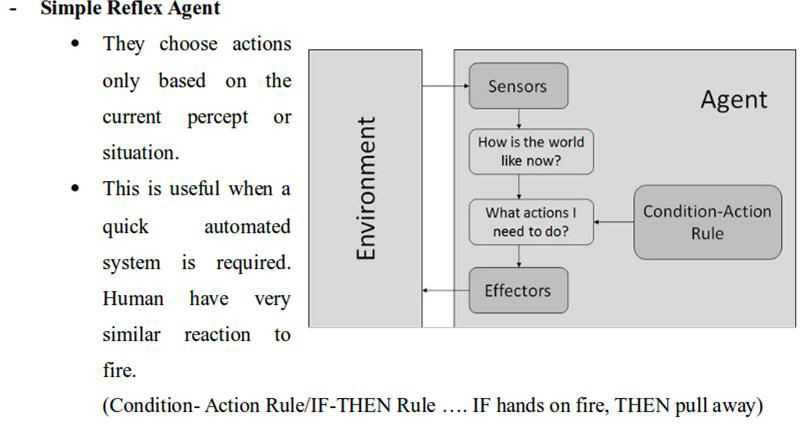 - Simple Reflex Agent
• They choose actions
only based on the
current percept or
situation.
• This is useful when a
quick automated
system is required.
Human have very
similar reaction to
fire.
(Condition- Action Rule/IF-THEN Rule …. IF hands on fire, THEN pull away)
Environment
Agent
Sensors
How is the world
like now?
What actions I
need to do?
Condition-Action
Rule
Effectors